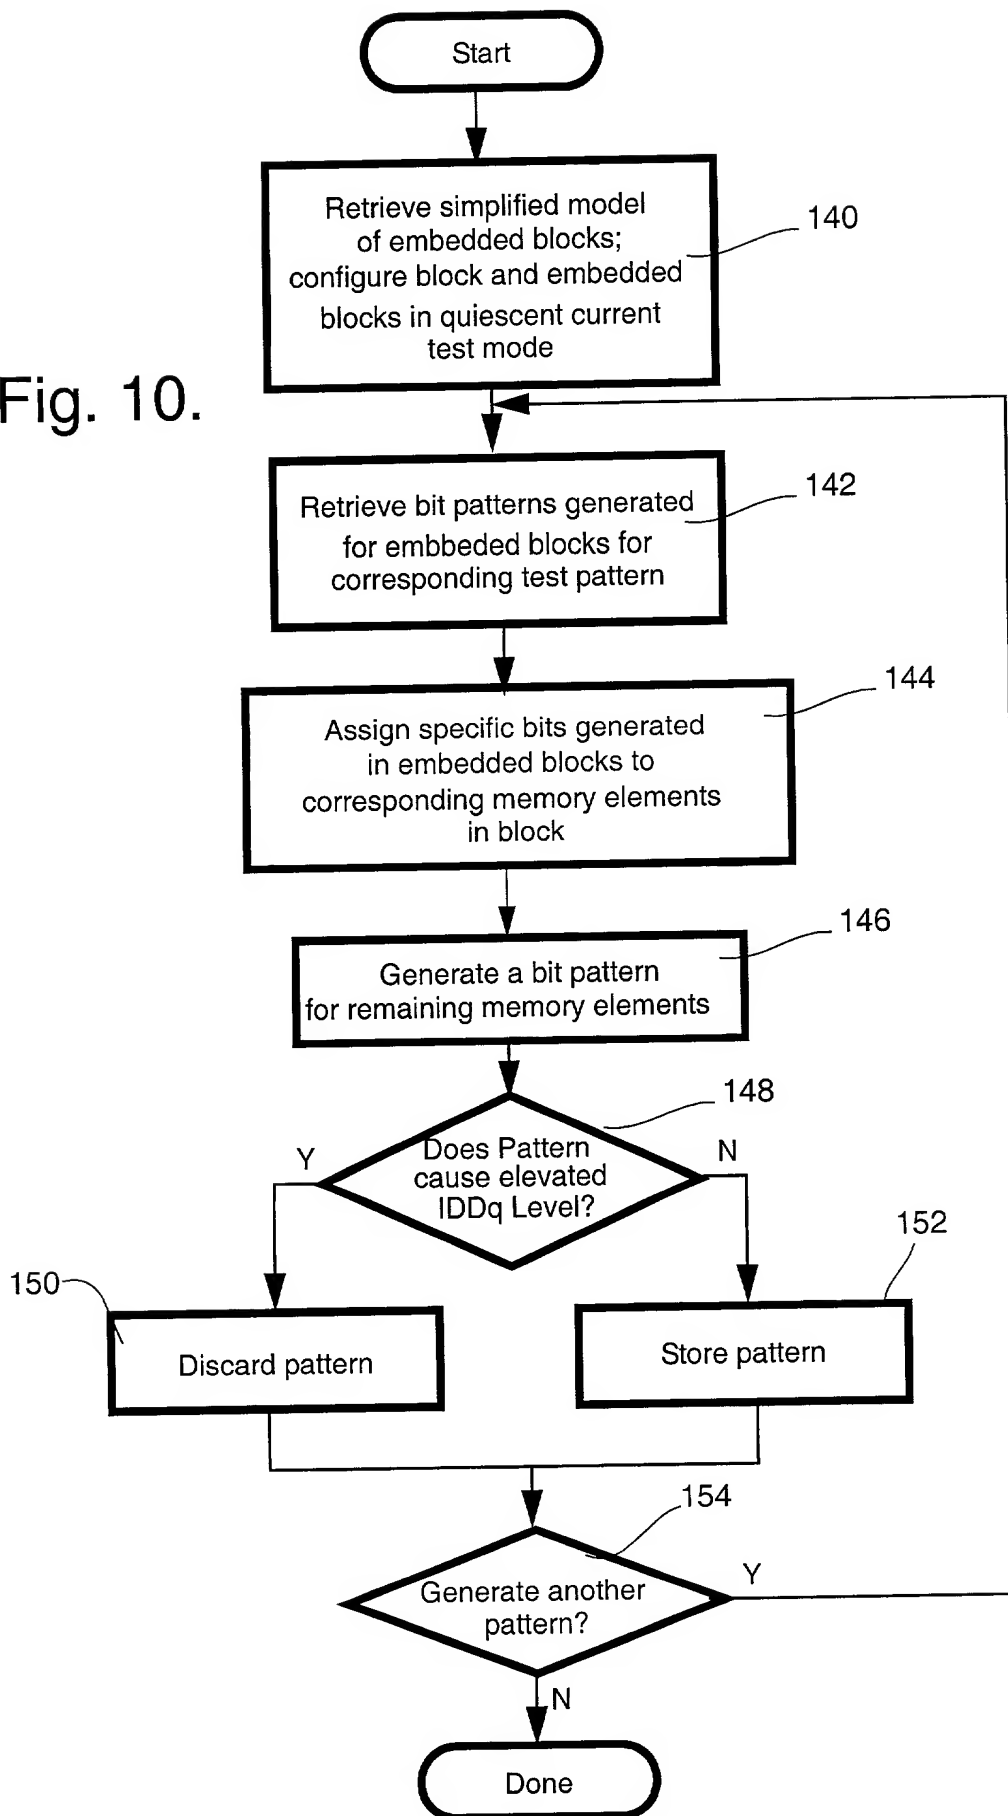 Start
Retrieve simplified model
of embedded blocks;
configure block and embedded
blocks in quiescent current
test mode
140
Fig. 10.
Retrieve bit patterns generated
for embbeded blocks for
corresponding test pattern
142
Assign specific bits generated
in embedded blocks to
corresponding memory elements
in block
144
Generate a bit pattern
for remaining memory elements
146
Does Pattern
cause elevated
IDDq Level?
148
Y
N
150
Discard pattern
152
Store pattern
154
Generate another
pattern?
Y
N
Done